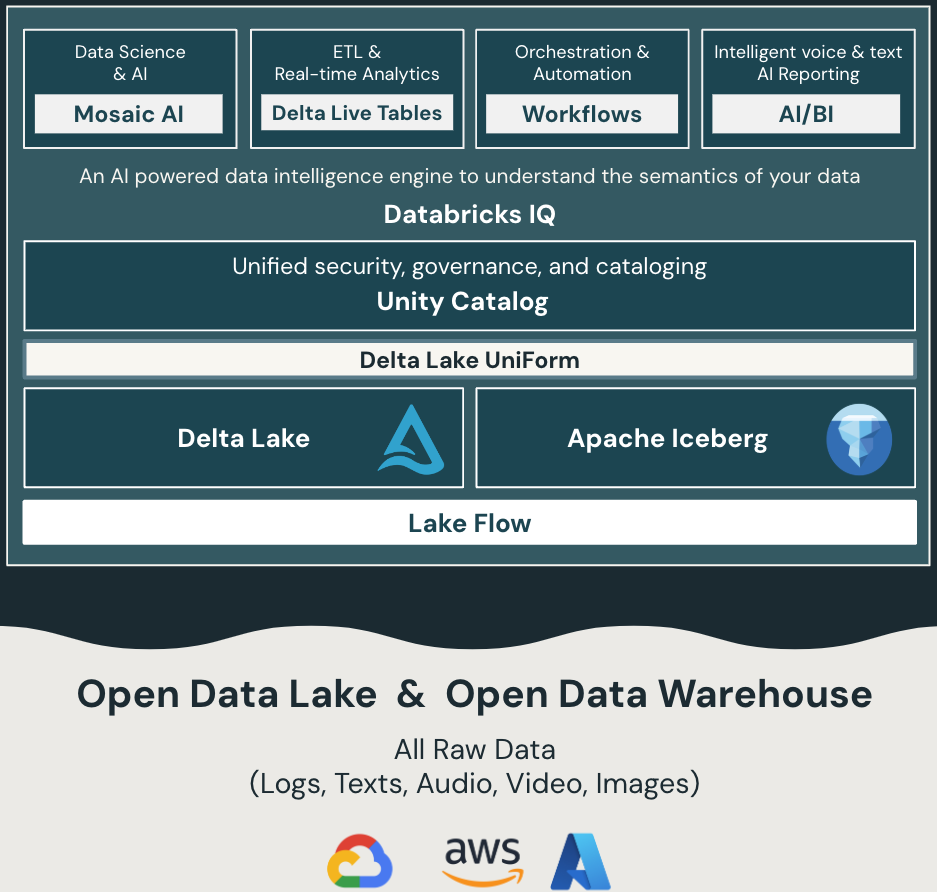 Data Science
& AI
Mosaic AI
ETL &
Real-time Analytics
Delta Live Tables
Orchestration &
Automation
Workflows
Intelligent voice & text
AI Reporting
AI/BI
An AI powered data intelligence engine to understand the semantics of your data
Databricks IQ
Unified security, governance, and cataloging
Unity Catalog
Delta Lake UniForm
Delta Lake
Apache Iceberg
Lake Flow
Open Data Lake & Open Data Warehouse
All Raw Data
(Logs, Texts, Audio, Video, Images)
aws